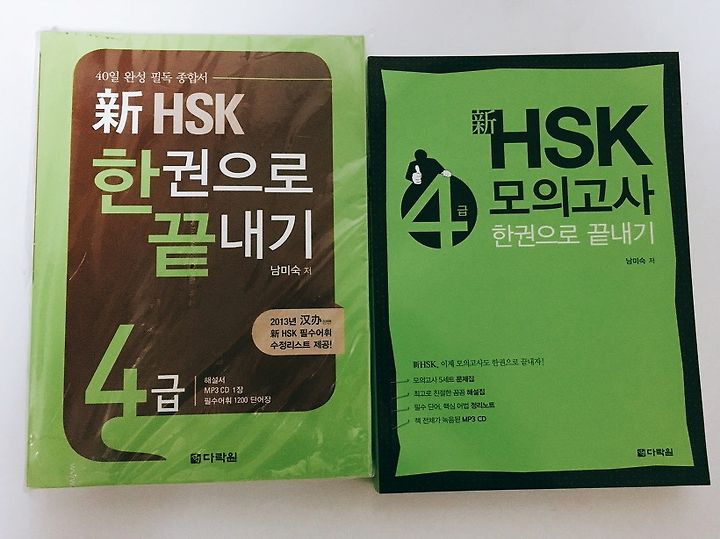 40일 완성 필독 종합서
新 HSK
한권으로
끝내기
남미숙 저
2013년 汉办
新 HSK 필수어휘
수정리스트 제공!
4급
해설서
MP3 CD 1장
필수어휘 1200 단어장
다락원
新 HSK
4급
모의고사
한권으로 끝내기
남미숙 저
新HSK, 이제 모의고사도 한권으로 끝내자!
모의고사 5세트 문제집
최고로 친절한 꼼꼼 해설집
필수 단어, 핵심 어법 정리노트
책 전체가 녹음된 MP3 CD
다락원